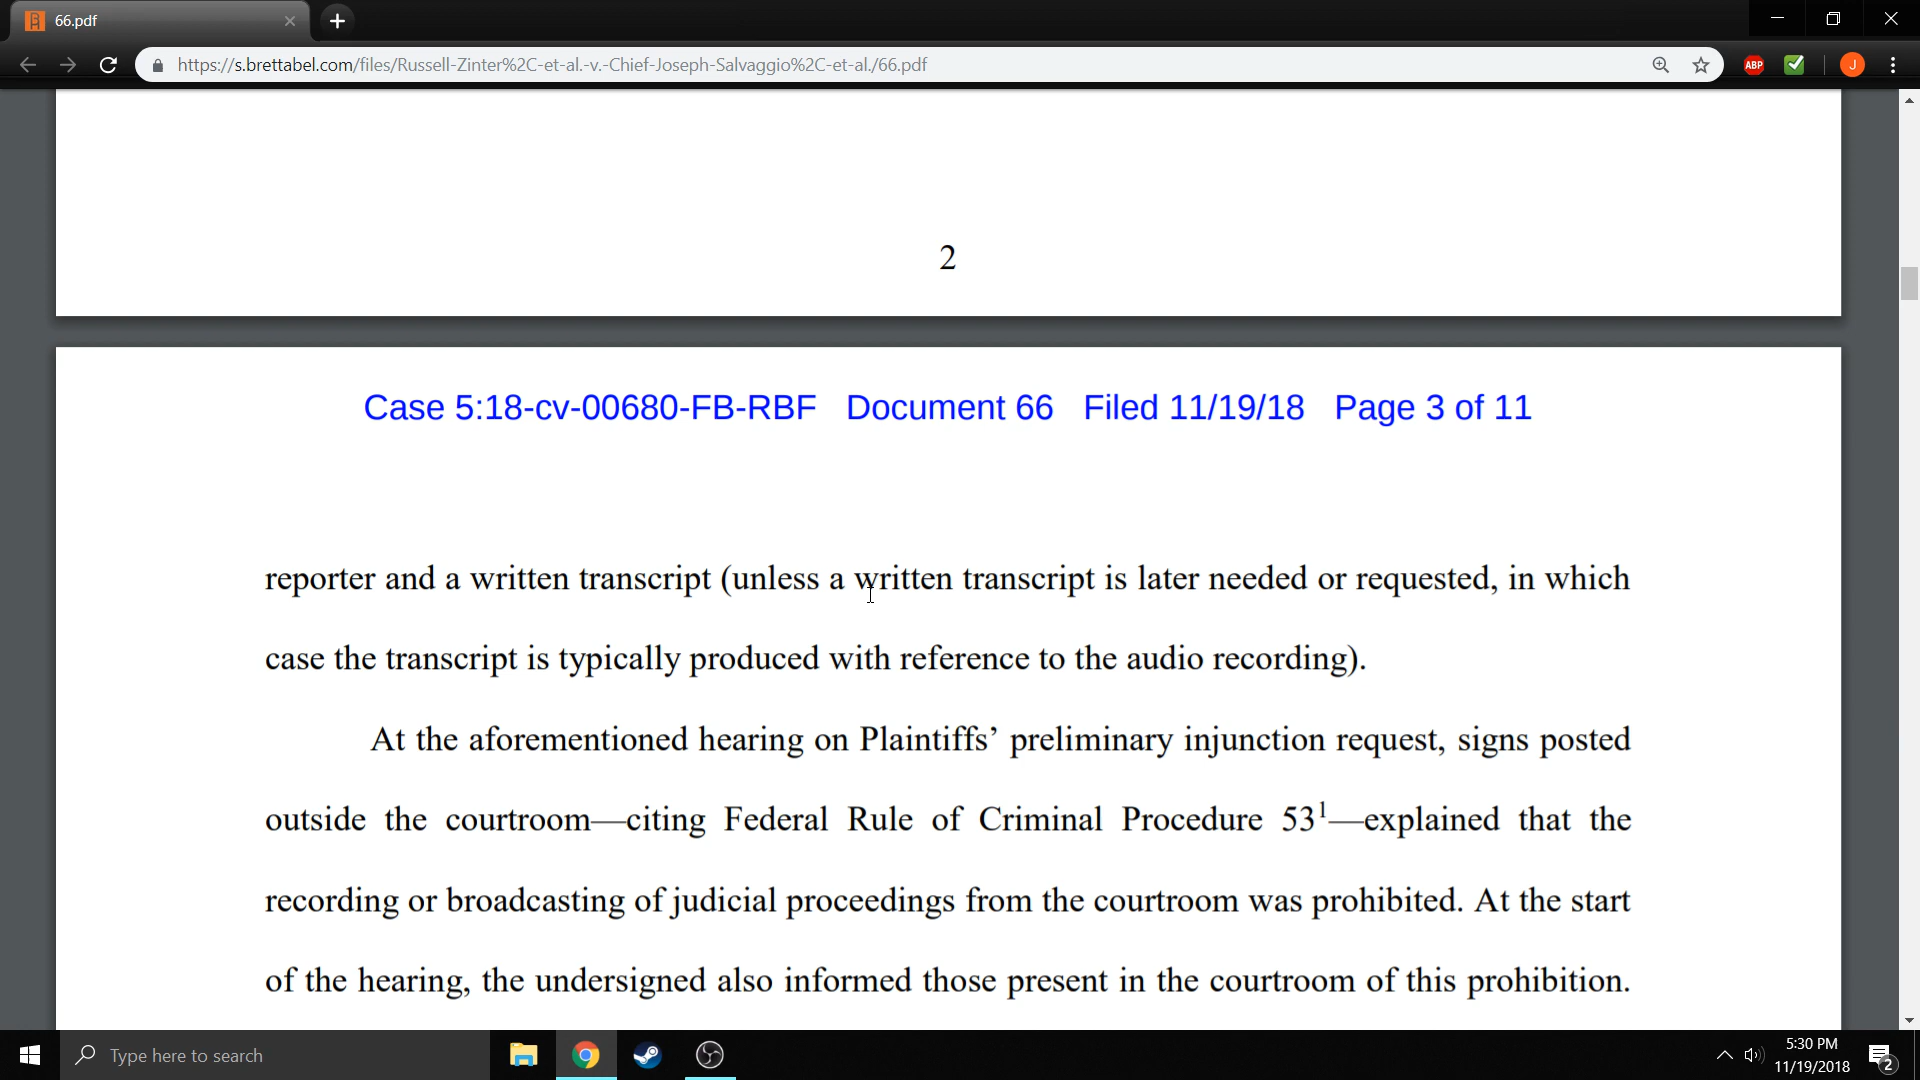 66.pdf
https://s.brettabel.com/files/Russell-Zinter%2C-et-al.-v.-Chief-Joseph-Salvaggio%2C-et-al./66.pdf
ABP
J
2
Case 5:18-cv-00680-FB-RBF Document 66 Filed 11/19/18 Page 3 of 11
reporter and a written transcript (unless a written transcript is later needed or requested, in which
case the transcript is typically produced with reference to the audio recording).
At the aforementioned hearing on Plaintiffs’ preliminary injunction request, signs posted
outside the courtroom—citing Federal Rule of Criminal Procedure 53¹—explained that the
recording or broadcasting of judicial proceedings from the courtroom was prohibited. At the start
of the hearing, the undersigned also informed those present in the courtroom of this prohibition.
Type here to search
5:30 PM
11/19/2018
2